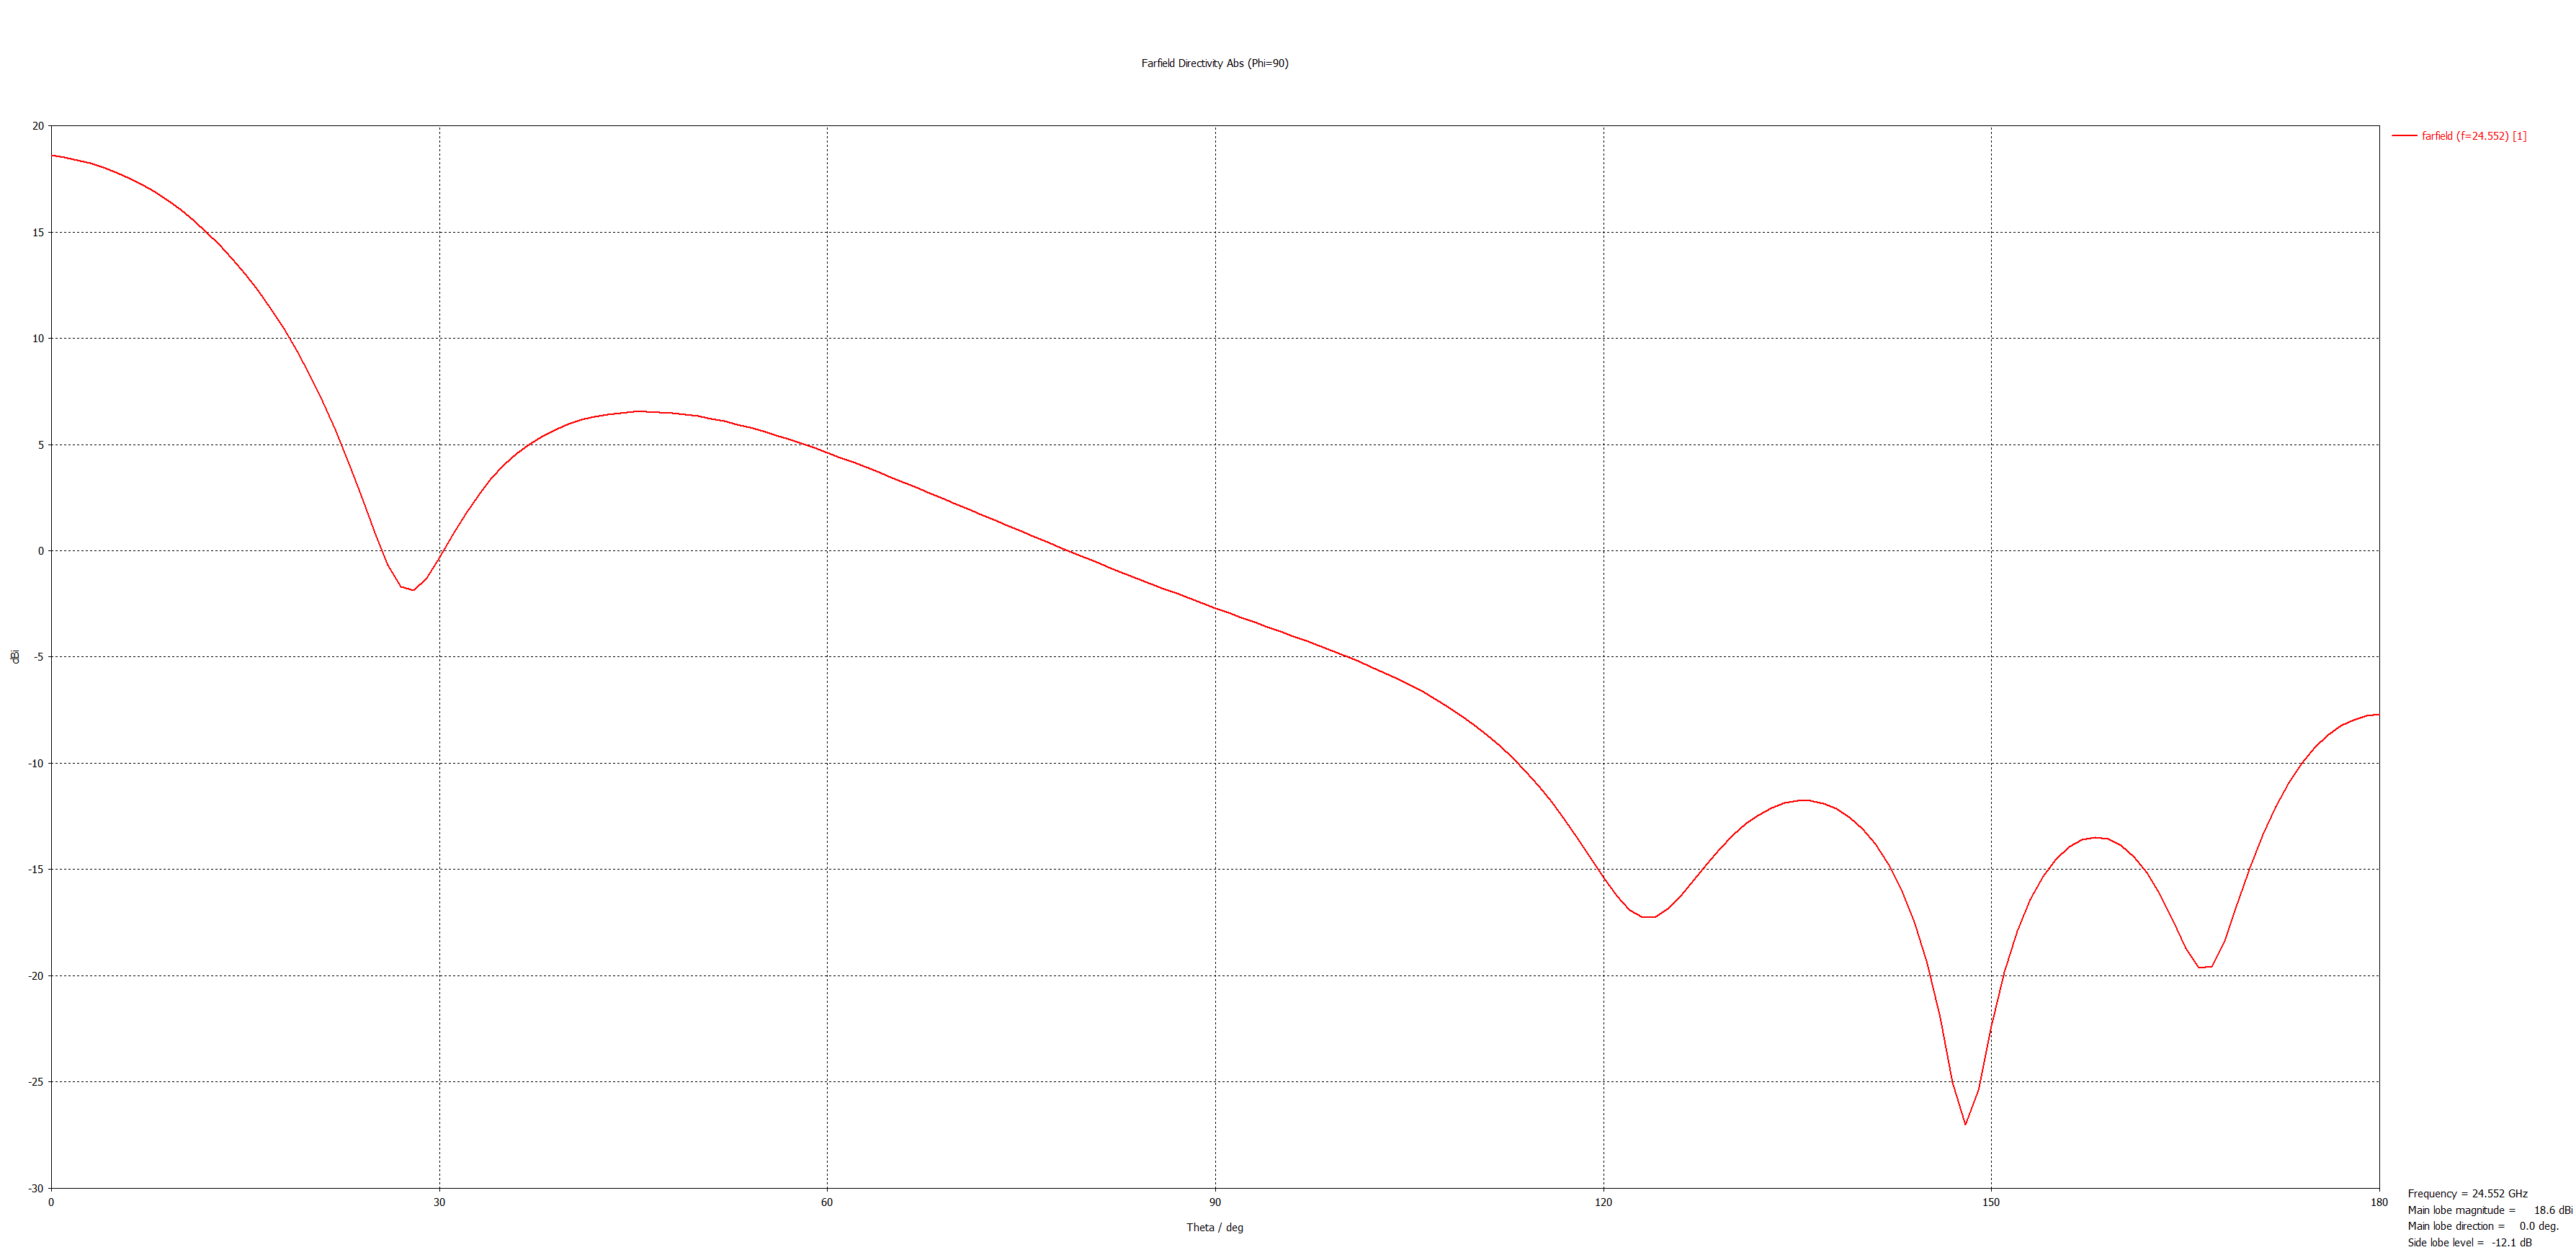 Farfield Directivity Abs (Phi=90)
20
15
10
5
0
-5
-10
-15
-20
-25
-30
dBi
0
30
60
90
120
150
180
Theta / deg
farfield (f=24.552) [1]
Frequency = 24.552 GHz
Main lobe magnitude = 18.6 dBi
Main lobe direction = 0.0 deg.
Side lobe level = -12.1 dB